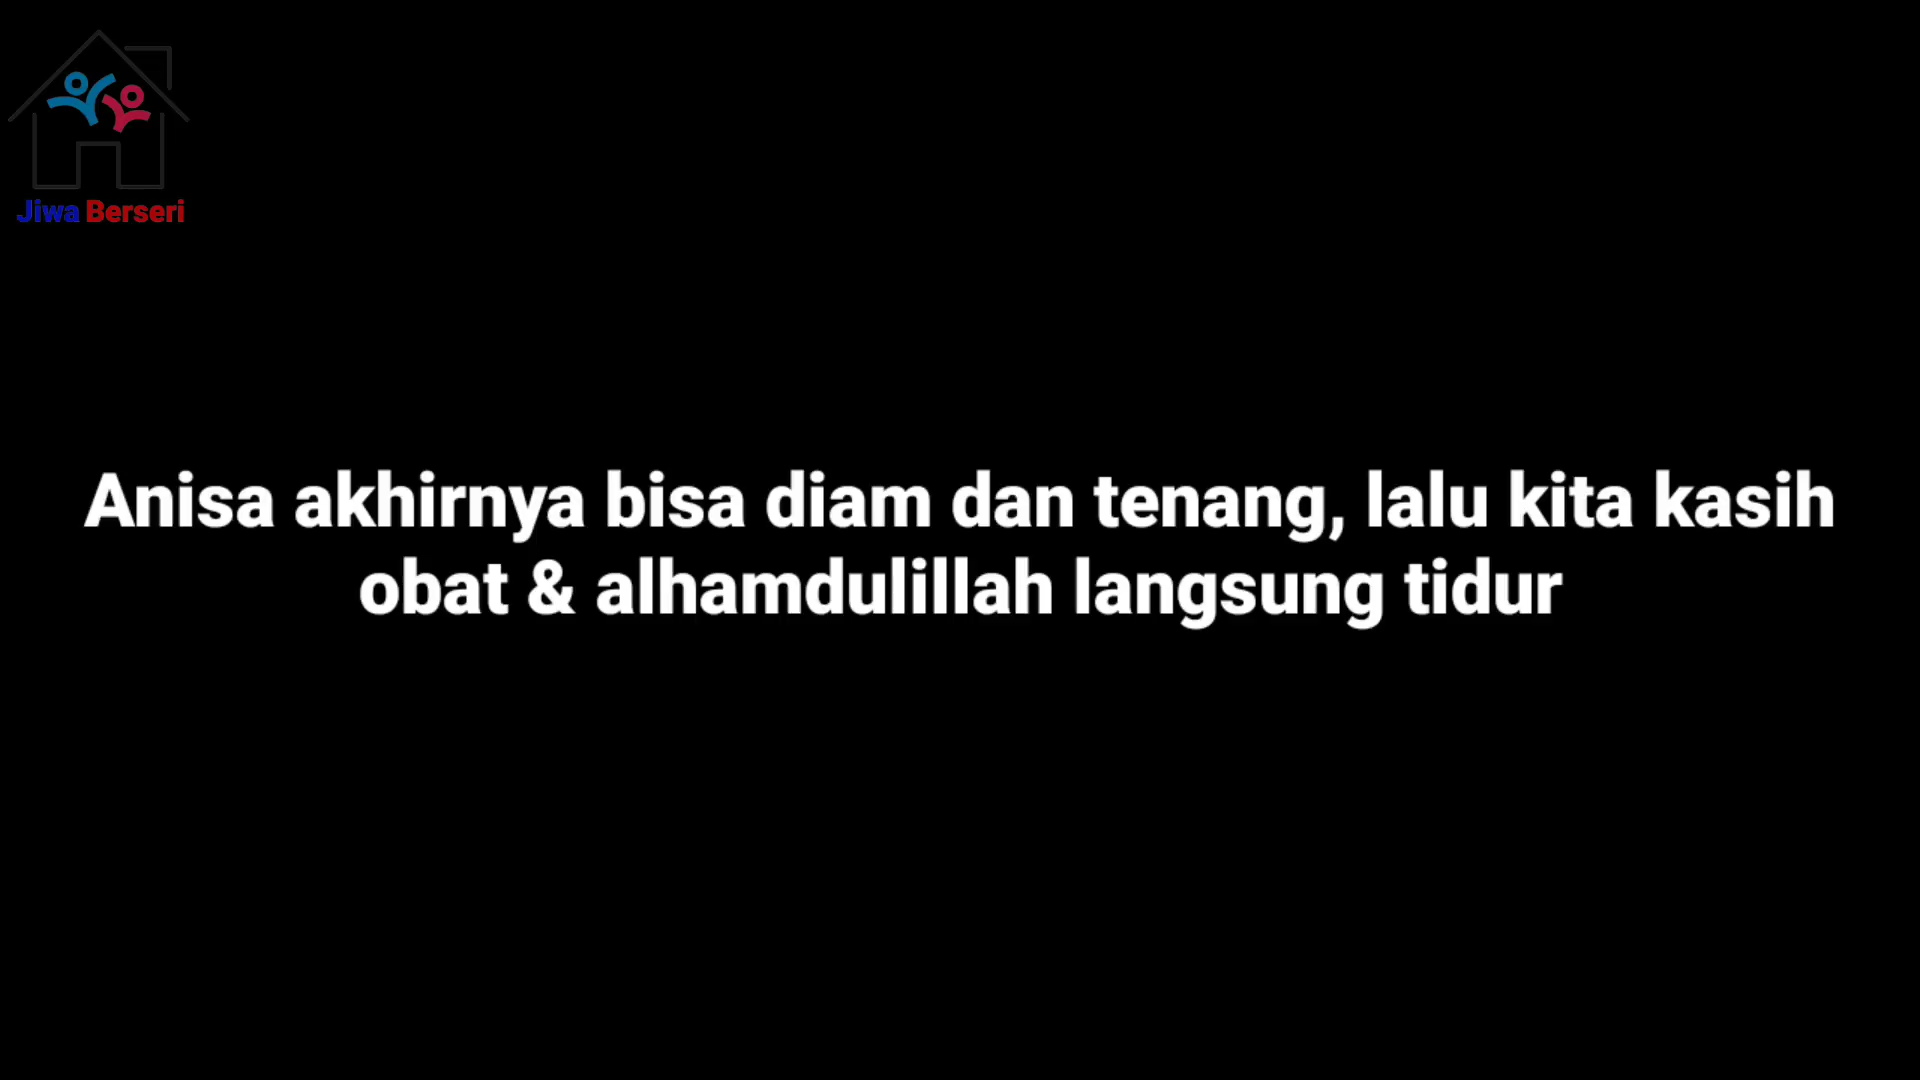 Jiwa Berseri
Anisa akhirnya bisa diam dan tenang, lalu kita kasih
obat & alhamdulillah langsung tidur